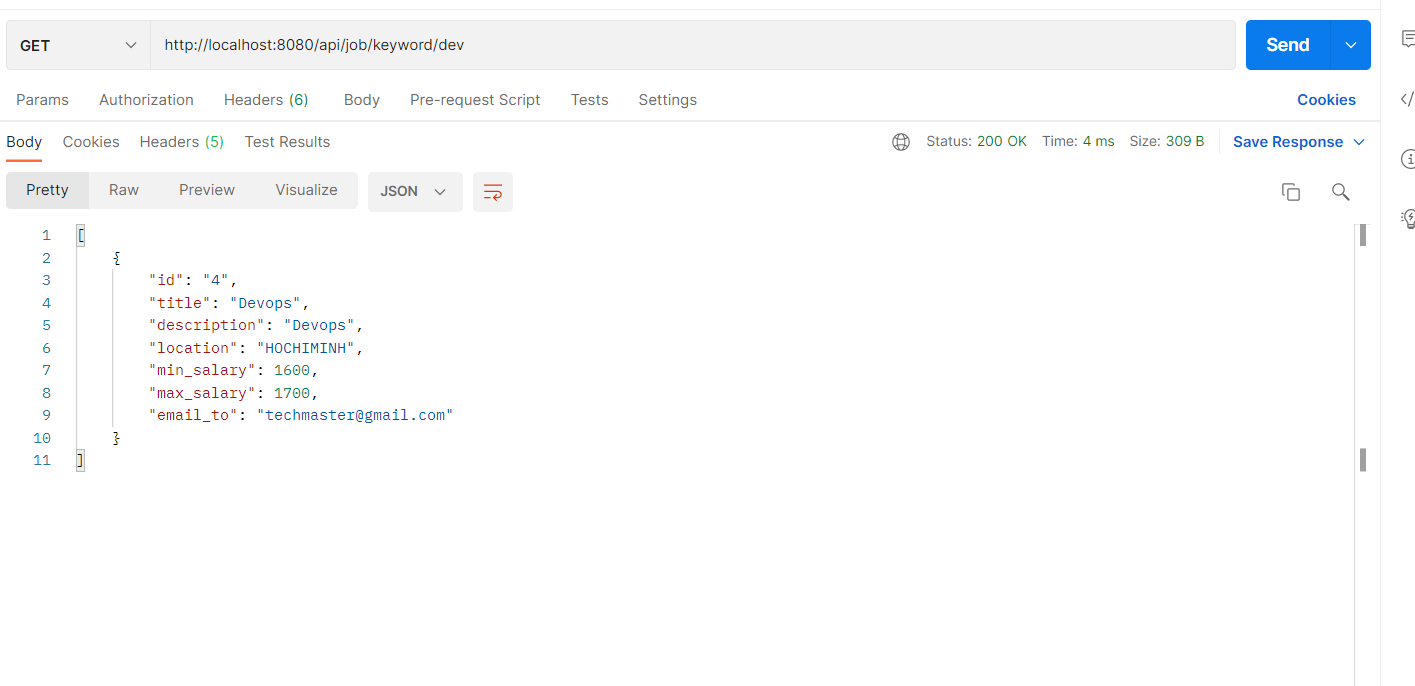 GET http://localhost:8080/api/job/keyword/dev Send
Params Authorization Headers (6) Body Pre-request Script Tests Settings Cookies
Body Cookies Headers (5) Test Results Status: 200 OK Time: 4 ms Size: 309 B Save Response
Pretty Raw Preview Visualize JSON
1 [
2 {
3 "id": "4",
4 "title": "Devops",
5 "description": "Devops",
6 "location": "HOCHIMINH",
7 "min_salary": 1600,
8 "max_salary": 1700,
9 "email_to": "techmaster@gmail.com"
10 }
11 ]